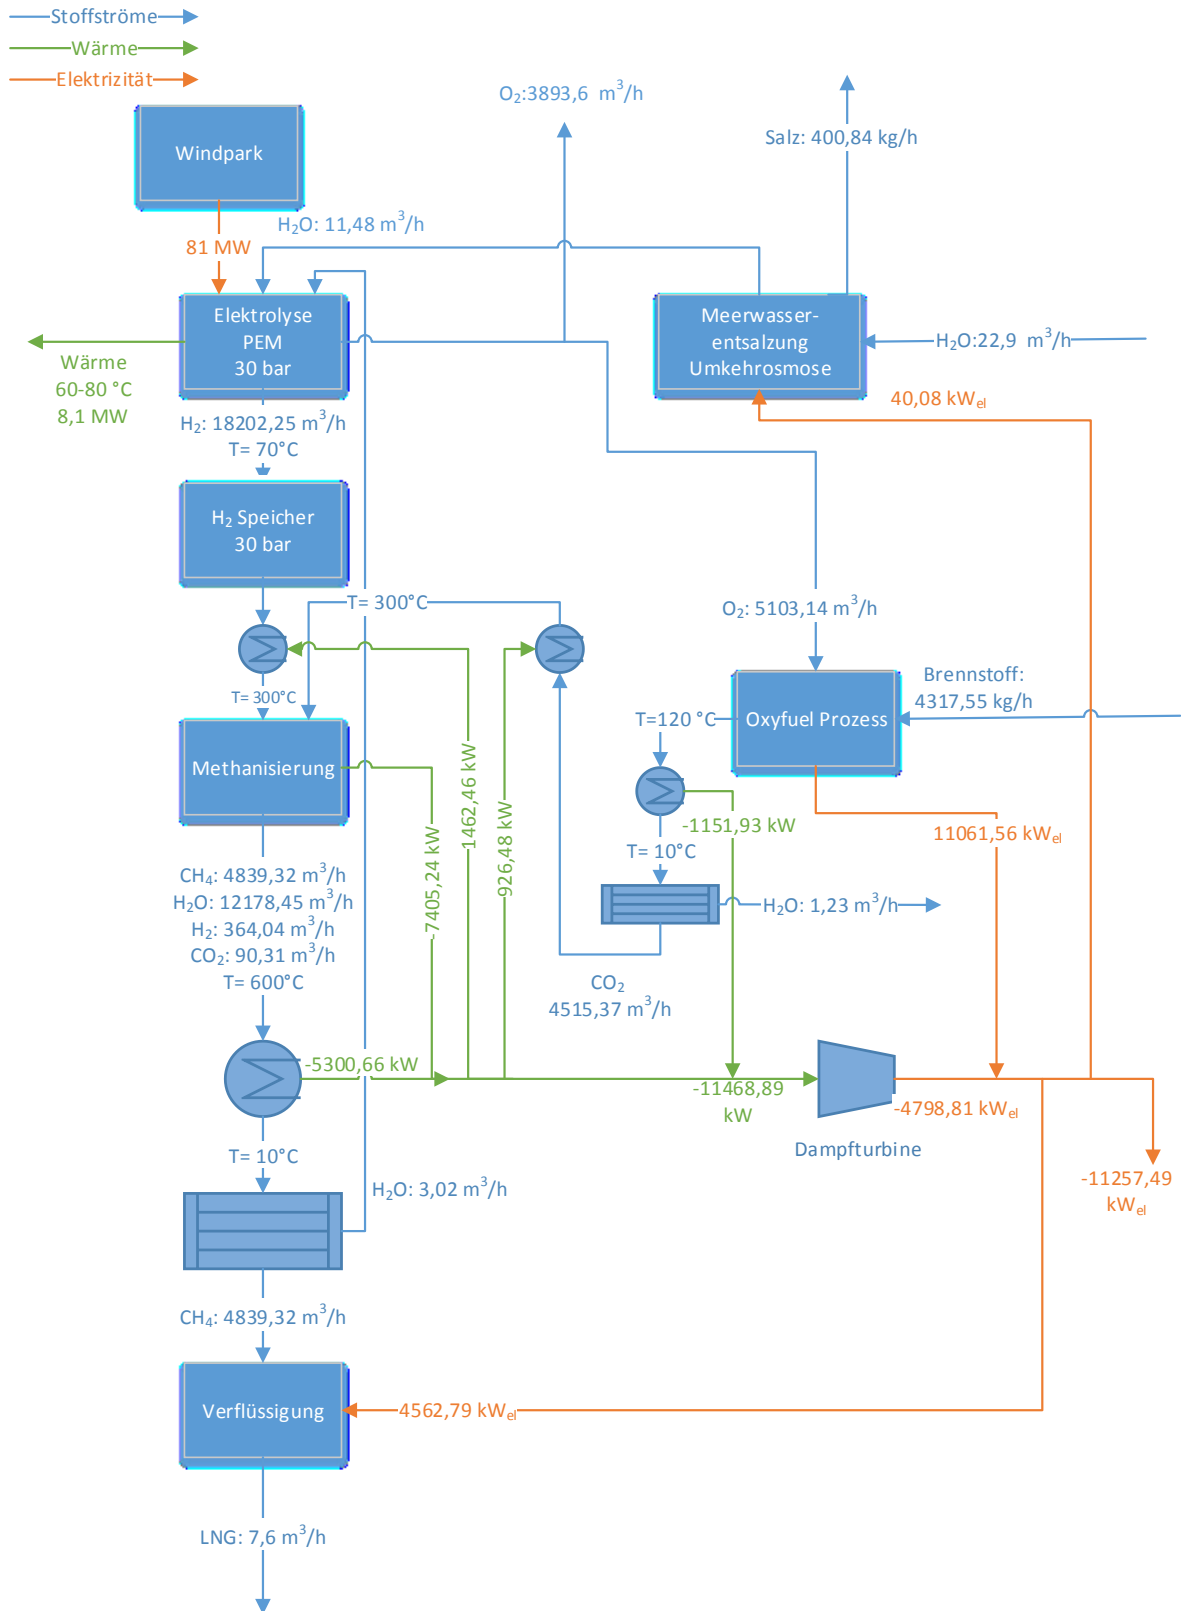 Stoffströme
Wärme
Elektrizität
O₂:3893,6 m³/h
Salz: 400,84 kg/h
Windpark
H₂O: 11,48 m³/h
81 MW
Elektrolyse
PEM
30 bar
Meerwasser-
entsalzung
Umkehrosmose
H₂O:22,9 m³/h
Wärme
60-80 °C
8,1 MW
40,08 kWel
H₂: 18202,25 m³/h
T= 70°C
H₂ Speicher
30 bar
T= 300°C
O₂: 5103,14 m³/h
Brennstoff:
4317,55 kg/h
T= 300°C
T=120 °C
Oxyfuel Prozess
Methanisierung
-7405,24 kW
1462,46 kW
926,48 kW
-1151,93 kW
11061,56 kWel
T= 10°C
CH₄: 4839,32 m³/h
H₂O: 12178,45 m³/h
H₂: 364,04 m³/h
CO₂: 90,31 m³/h
T= 600°C
H₂O: 1,23 m³/h
CO₂
4515,37 m³/h
-5300,66 kW
-11468,89
kW
-4798,81 kWel
Dampfturbine
T= 10°C
H₂O: 3,02 m³/h
-11257,49
kWel
CH₄: 4839,32 m³/h
Verflüssigung
4562,79 kWel
LNG: 7,6 m³/h